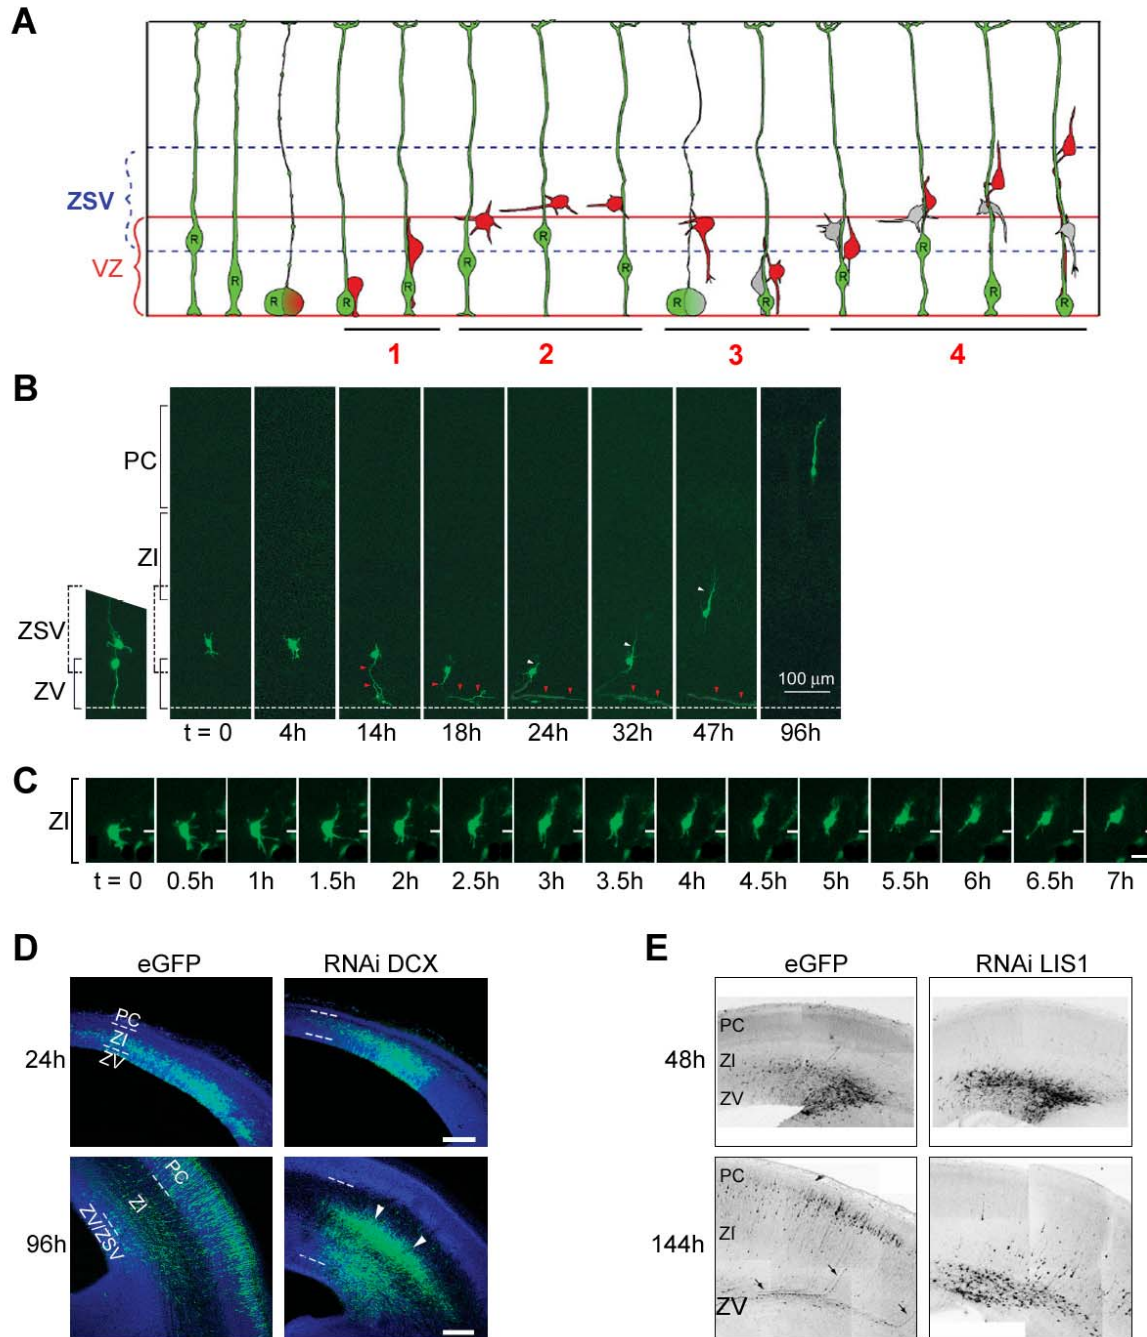 A
ZSV
VZ
R R R R R R R R R R R R R R
1 2 3 4
B
PC
ZI
ZSV
ZV
100 µm
t = 0 4h 14h 18h 24h 32h 47h 96h
C
ZI
t = 0 0.5h 1h 1.5h 2h 2.5h 3h 3.5h 4h 4.5h 5h 5.5h 6h 6.5h 7h
D
eGFP RNAi DCX
24h
PC
ZI
ZV
96h
PC
ZI
ZV/ZSV
E
eGFP RNAi LIS1
48h
PC
ZI
ZV
144h
PC
ZI
ZV